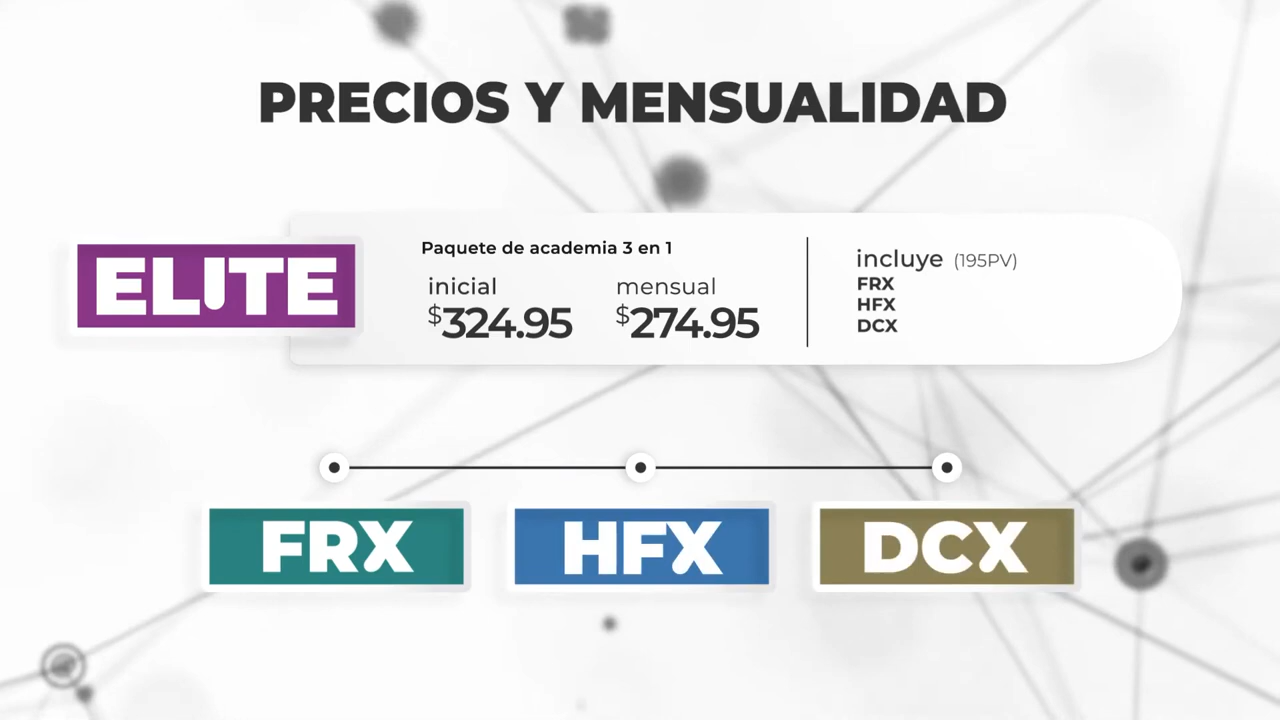 PRECIOS Y MENSUALIDAD
ELITE
Paquete de academia 3 en 1
inicial mensual
$324.95 $274.95
incluye (195PV)
FRX
HFX
DCX
FRX HFX DCX